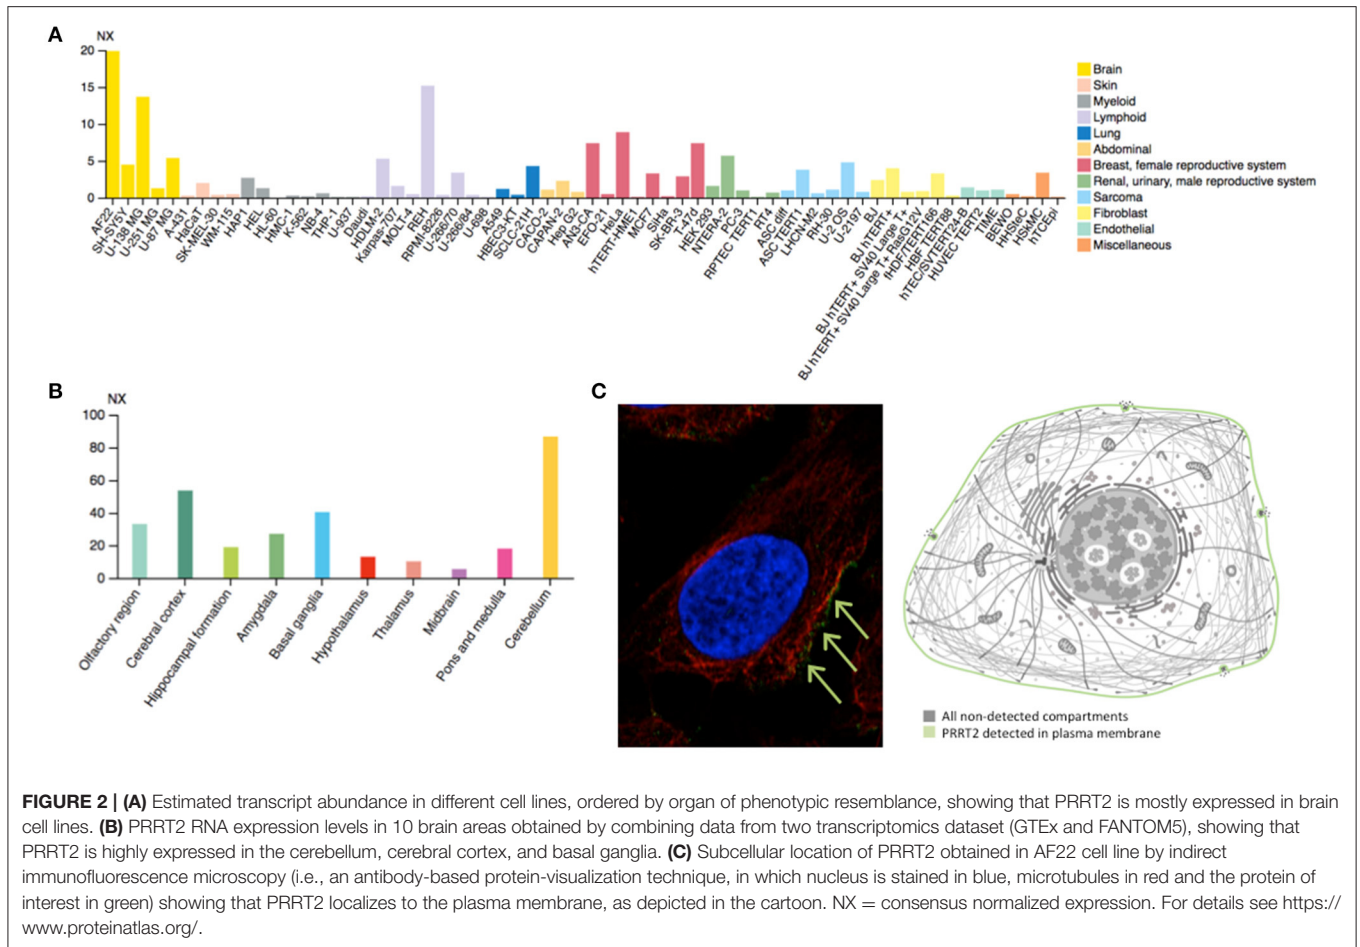 A
NX
20
15
10
5
0
AF22
SH-SY5Y
U-138 MG
U-251 MG
U-87 MG
A-431
HaCaT
SK-MEL-30
WM-115
HAP1
HEL
HL-60
HMC-1
K-562
NB-4
THP-1
U-937
Daudi
HDLM-2
Karpas-707
MOLT-4
REH
RPMI-8226
U-266/70
U-266/84
U-698
A549
HBEC3-KT
SCLC-21H
CACO-2
CAPAN-2
Hep G2
AN3-CA
EFO-21
HeLa
hTERT-HME1
MCF7
SiHa
SK-BR-3
T-47d
HEK 293
NTERA-2
PC-3
RPTEC TERT1
RT4
ASC diff
ASC TERT1
LHCN-M2
RH-30
U-2 OS
U-2197
BJ
BJ hTERT+
BJ hTERT+ SV40 Large T+
BJ hTERT+ SV40 Large T+ RasG12V
fHDF/TERT166
HBF TERT88
hTEC/SVTERT24-B
HUVEC TERT2
TIME
BEWO
HHSteC
HSkMC
hTCEpi
Brain
Skin
Myeloid
Lymphoid
Lung
Abdominal
Breast, female reproductive system
Renal, urinary, male reproductive system
Sarcoma
Fibroblast
Endothelial
Miscellaneous
B
NX
100
80
60
40
20
0
Olfactory region
Cerebral cortex
Hippocampal formation
Amygdala
Basal ganglia
Hypothalamus
Thalamus
Midbrain
Pons and medulla
Cerebellum
C
All non-detected compartments
PRRT2 detected in plasma membrane
FIGURE 2 | (A) Estimated transcript abundance in different cell lines, ordered by organ of phenotypic resemblance, showing that PRRT2 is mostly expressed in brain
cell lines. (B) PRRT2 RNA expression levels in 10 brain areas obtained by combining data from two transcriptomics dataset (GTEx and FANTOM5), showing that
PRRT2 is highly expressed in the cerebellum, cerebral cortex, and basal ganglia. (C) Subcellular location of PRRT2 obtained in AF22 cell line by indirect
immunofluorescence microscopy (i.e., an antibody-based protein-visualization technique, in which nucleus is stained in blue, microtubules in red and the protein of
interest in green) showing that PRRT2 localizes to the plasma membrane, as depicted in the cartoon. NX = consensus normalized expression. For details see https://
www.proteinatlas.org/.